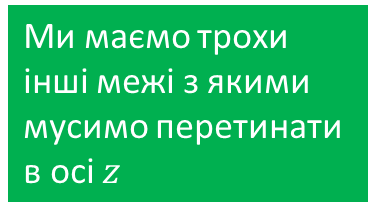 Ми маємо трохи
інші межі з якими
мусимо перетинати
в осі z